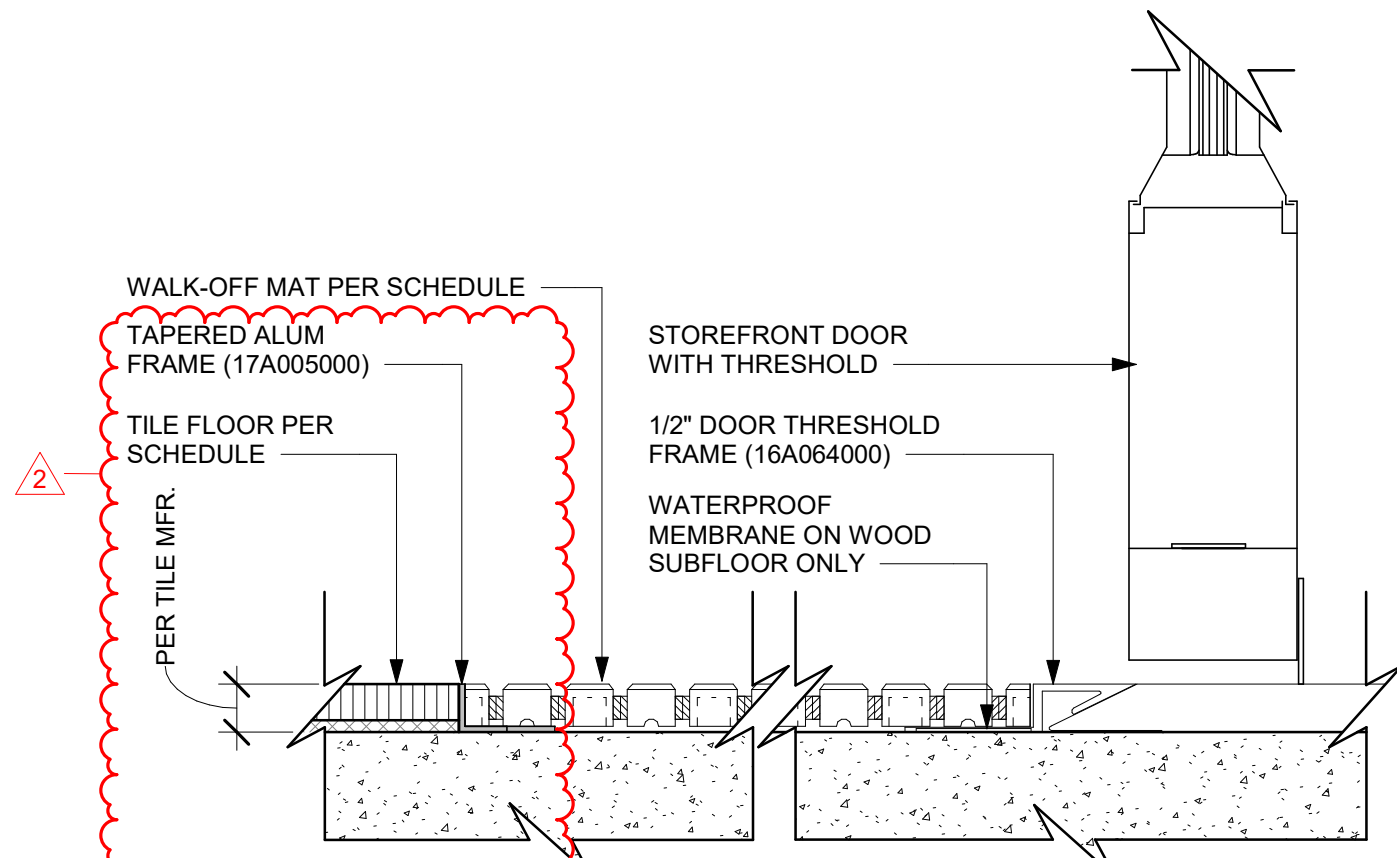 WALK-OFF MAT PER SCHEDULE
TAPERED ALUM
FRAME (17A005000)
TILE FLOOR PER
SCHEDULE
2
PER TILE MFR.
STOREFRONT DOOR
WITH THRESHOLD
1/2" DOOR THRESHOLD
FRAME (16A064000)
WATERPROOF
MEMBRANE ON WOOD
SUBFLOOR ONLY